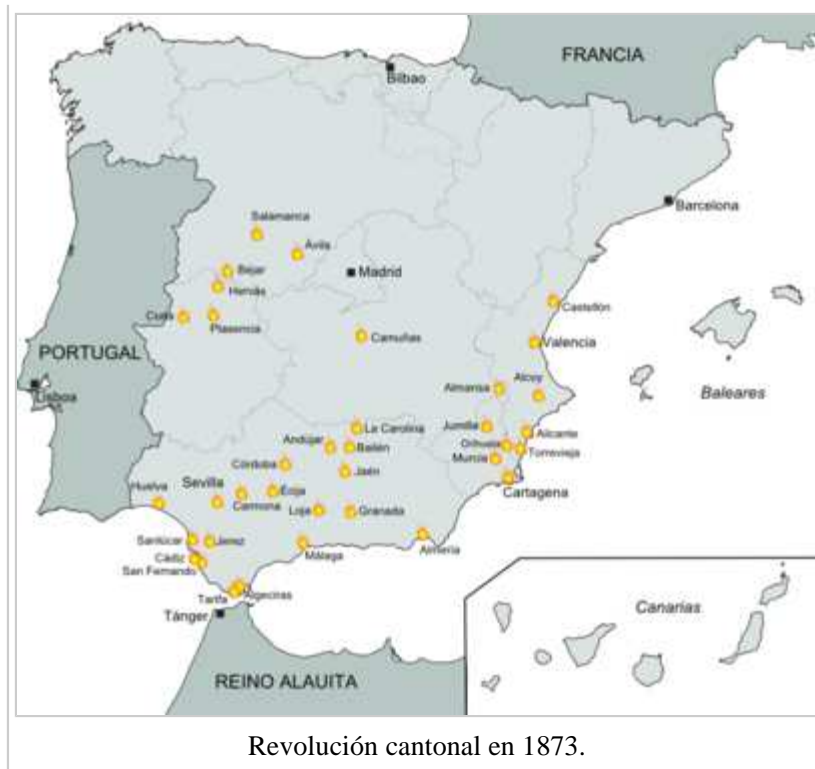 FRANCIA
Bilbao
Barcelona
Salamanca
Ávila
Madrid
Béjar
Hervás
Castellón
Coria
Plasencia
Camuñas
Valencia
PORTUGAL
Lisboa
Almansa
Alcoy
Baleares
La Carolina
Jumilla
Alicante
Andújar
Bailén
Orihuela
Torrevieja
Murcia
Córdoba
Jaén
Sevilla
Cartagena
Huelva
Écija
Carmona
Loja
Granada
Sanlúcar
Jerez
Almería
Málaga
Cádiz
San Fernando
Tarifa
Algeciras
Canarias
Tánger
REINO ALAUITA
Revolución cantonal en 1873.